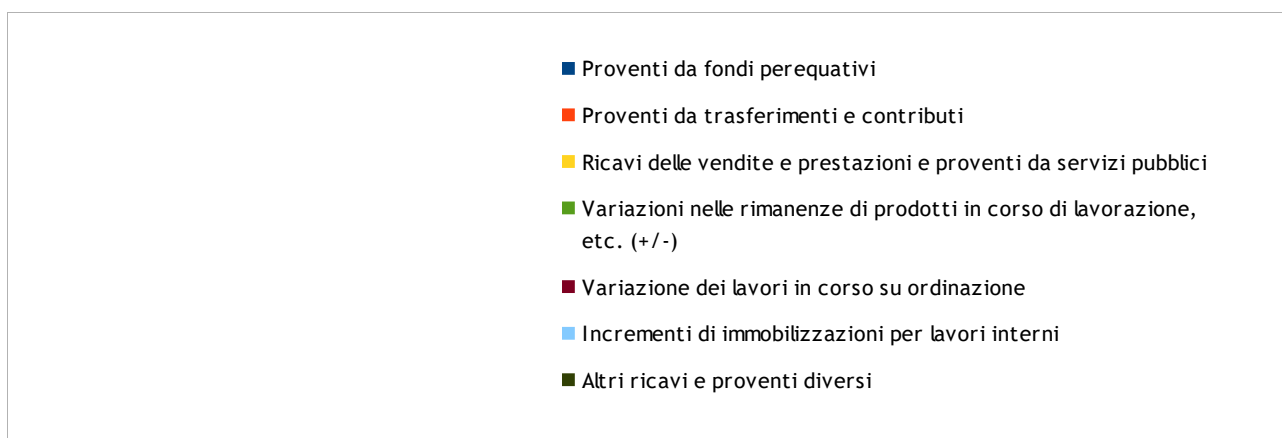 Proventi da fondi perequativi
Proventi da trasferimenti e contributi
Ricavi delle vendite e prestazioni e proventi da servizi pubblici
Variazioni nelle rimanenze di prodotti in corso di lavorazione,
etc. (+/-)
Variazione dei lavori in corso su ordinazione
Incrementi di immobilizzazioni per lavori interni
Altri ricavi e proventi diversi